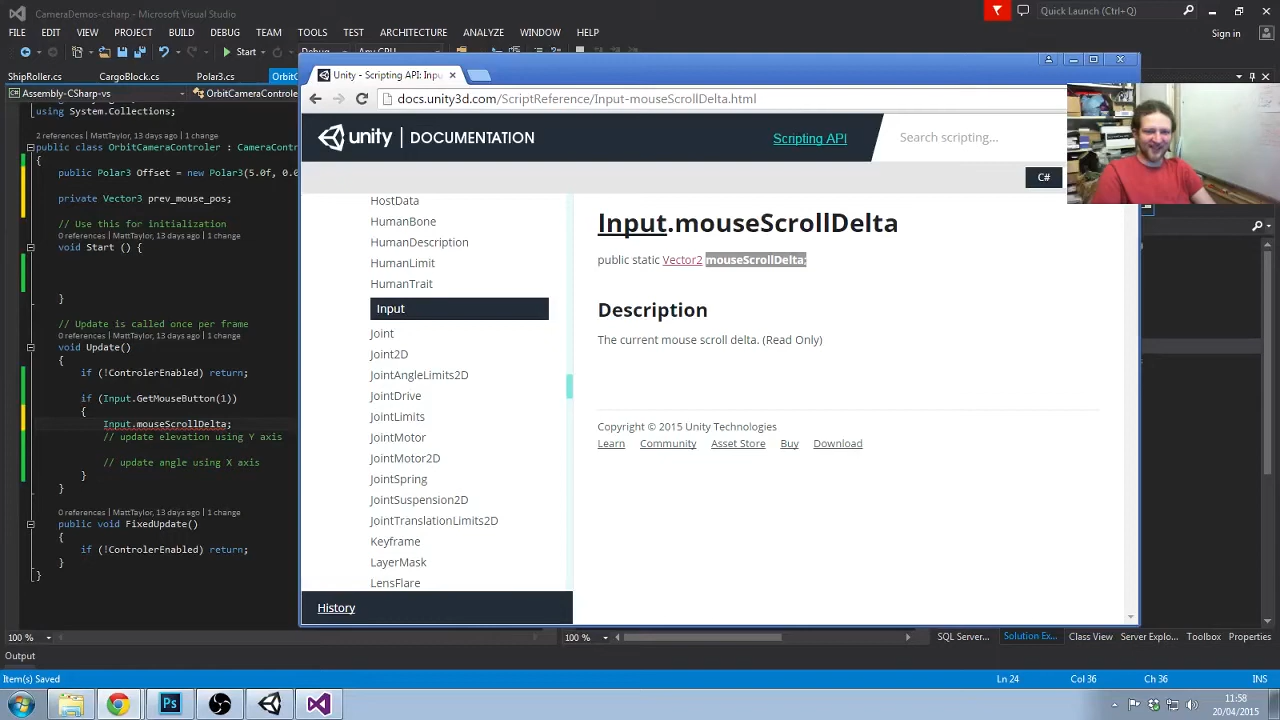 CameraDemos-csharp - Microsoft Visual Studio
Quick Launch (Ctrl+Q)
FILE EDIT VIEW PROJECT BUILD DEBUG TEAM TOOLS TEST ARCHITECTURE ANALYZE WINDOW HELP
Sign in
Start
ShipRoller.cs CargoBlock.cs Polar3.cs
Assembly-CSharp-vs OrbitCameraControle
using System.Collections;
2 references | MattTaylor, 13 days ago | 1 change
public class OrbitCameraControler : CameraContr
{
public Polar3 Offset = new Polar3(5.0f, 0.0
private Vector3 prev_mouse_pos;
// Use this for initialization
0 references | MattTaylor, 13 days ago | 1 change
void Start () {
}
// Update is called once per frame
0 references | MattTaylor, 13 days ago | 1 change
void Update()
{
if (!ControlerEnabled) return;
if (Input.GetMouseButton(1))
{
Input.mouseScrollDelta;
// update elevation using Y axis
// update angle using X axis
}
}
0 references | MattTaylor, 13 days ago | 1 change
public void FixedUpdate()
{
if (!ControlerEnabled) return;
}
}
100 %
Unity - Scripting API: Inpu
docs.unity3d.com/ScriptReference/Input-mouseScrollDelta.html
unity | DOCUMENTATION
Scripting API
Search scripting...
C#
HostData
HumanBone
HumanDescription
HumanLimit
HumanTrait
Input
Joint
Joint2D
JointAngleLimits2D
JointDrive
JointLimits
JointMotor
JointMotor2D
JointSpring
JointSuspension2D
JointTranslationLimits2D
Keyframe
LayerMask
LensFlare
History
Input.mouseScrollDelta
public static Vector2 mouseScrollDelta;
Description
The current mouse scroll delta. (Read Only)
Copyright © 2015 Unity Technologies
Learn Community Asset Store Buy Download
100 %
SQL Server... Solution Ex... Class View Server Explo... Toolbox Properties
Output
Item(s) Saved
Ln 24 Col 36 Ch 36 INS
Ps
11:58
20/04/2015